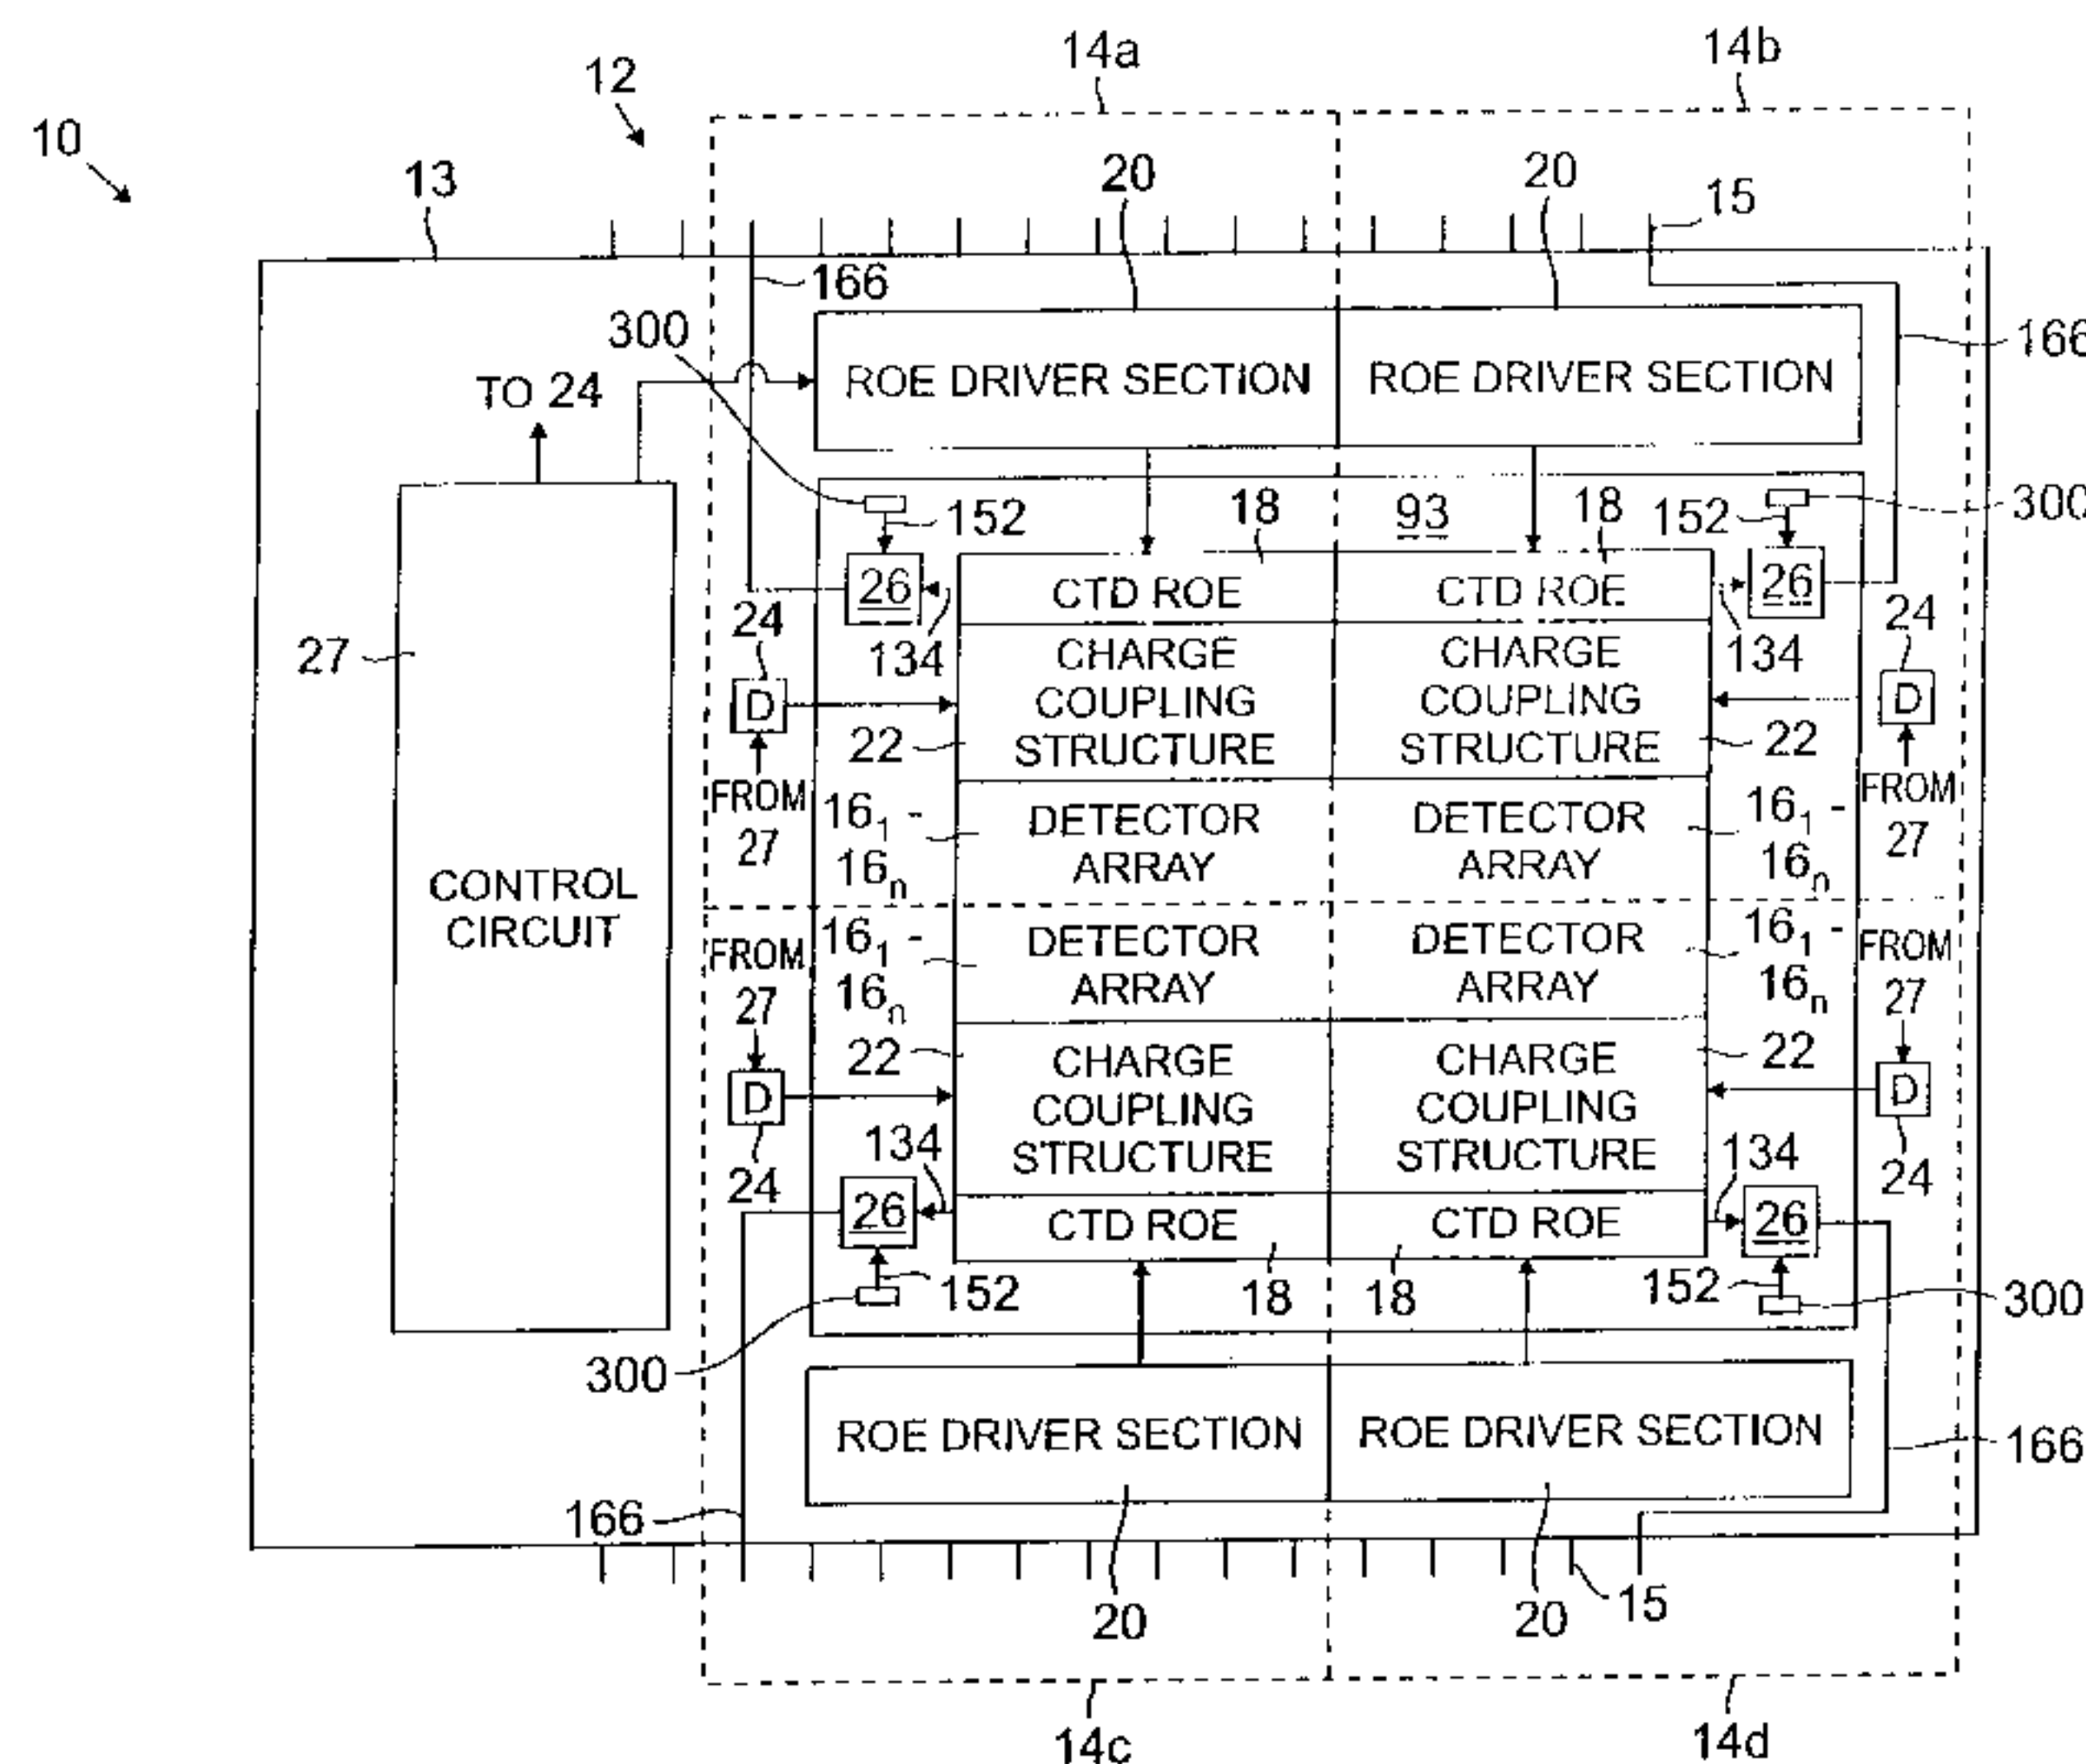 14a 14b
12
10
13 20 20 15
166
300 166
TO 24 ROE DRIVER SECTION ROE DRIVER SECTION
152 18 93 18 152 300
26 CTD ROE CTD ROE 26
24 134 134 24
27 CHARGE CHARGE
D COUPLING COUPLING D
22 STRUCTURE STRUCTURE 22
FROM 16₁ - DETECTOR DETECTOR 16₁ - FROM
27 16ₙ ARRAY ARRAY 16ₙ 27
CONTROL
CIRCUIT
FROM 16₁ - DETECTOR DETECTOR 16₁ - FROM
27 16ₙ ARRAY ARRAY 16ₙ 27
22 CHARGE CHARGE 22
D COUPLING COUPLING D
24 134 STRUCTURE STRUCTURE 134 24
26 CTD ROE CTD ROE 26
152 18 18 152 300
300
ROE DRIVER SECTION ROE DRIVER SECTION
166 166
20 20 15
14c 14d